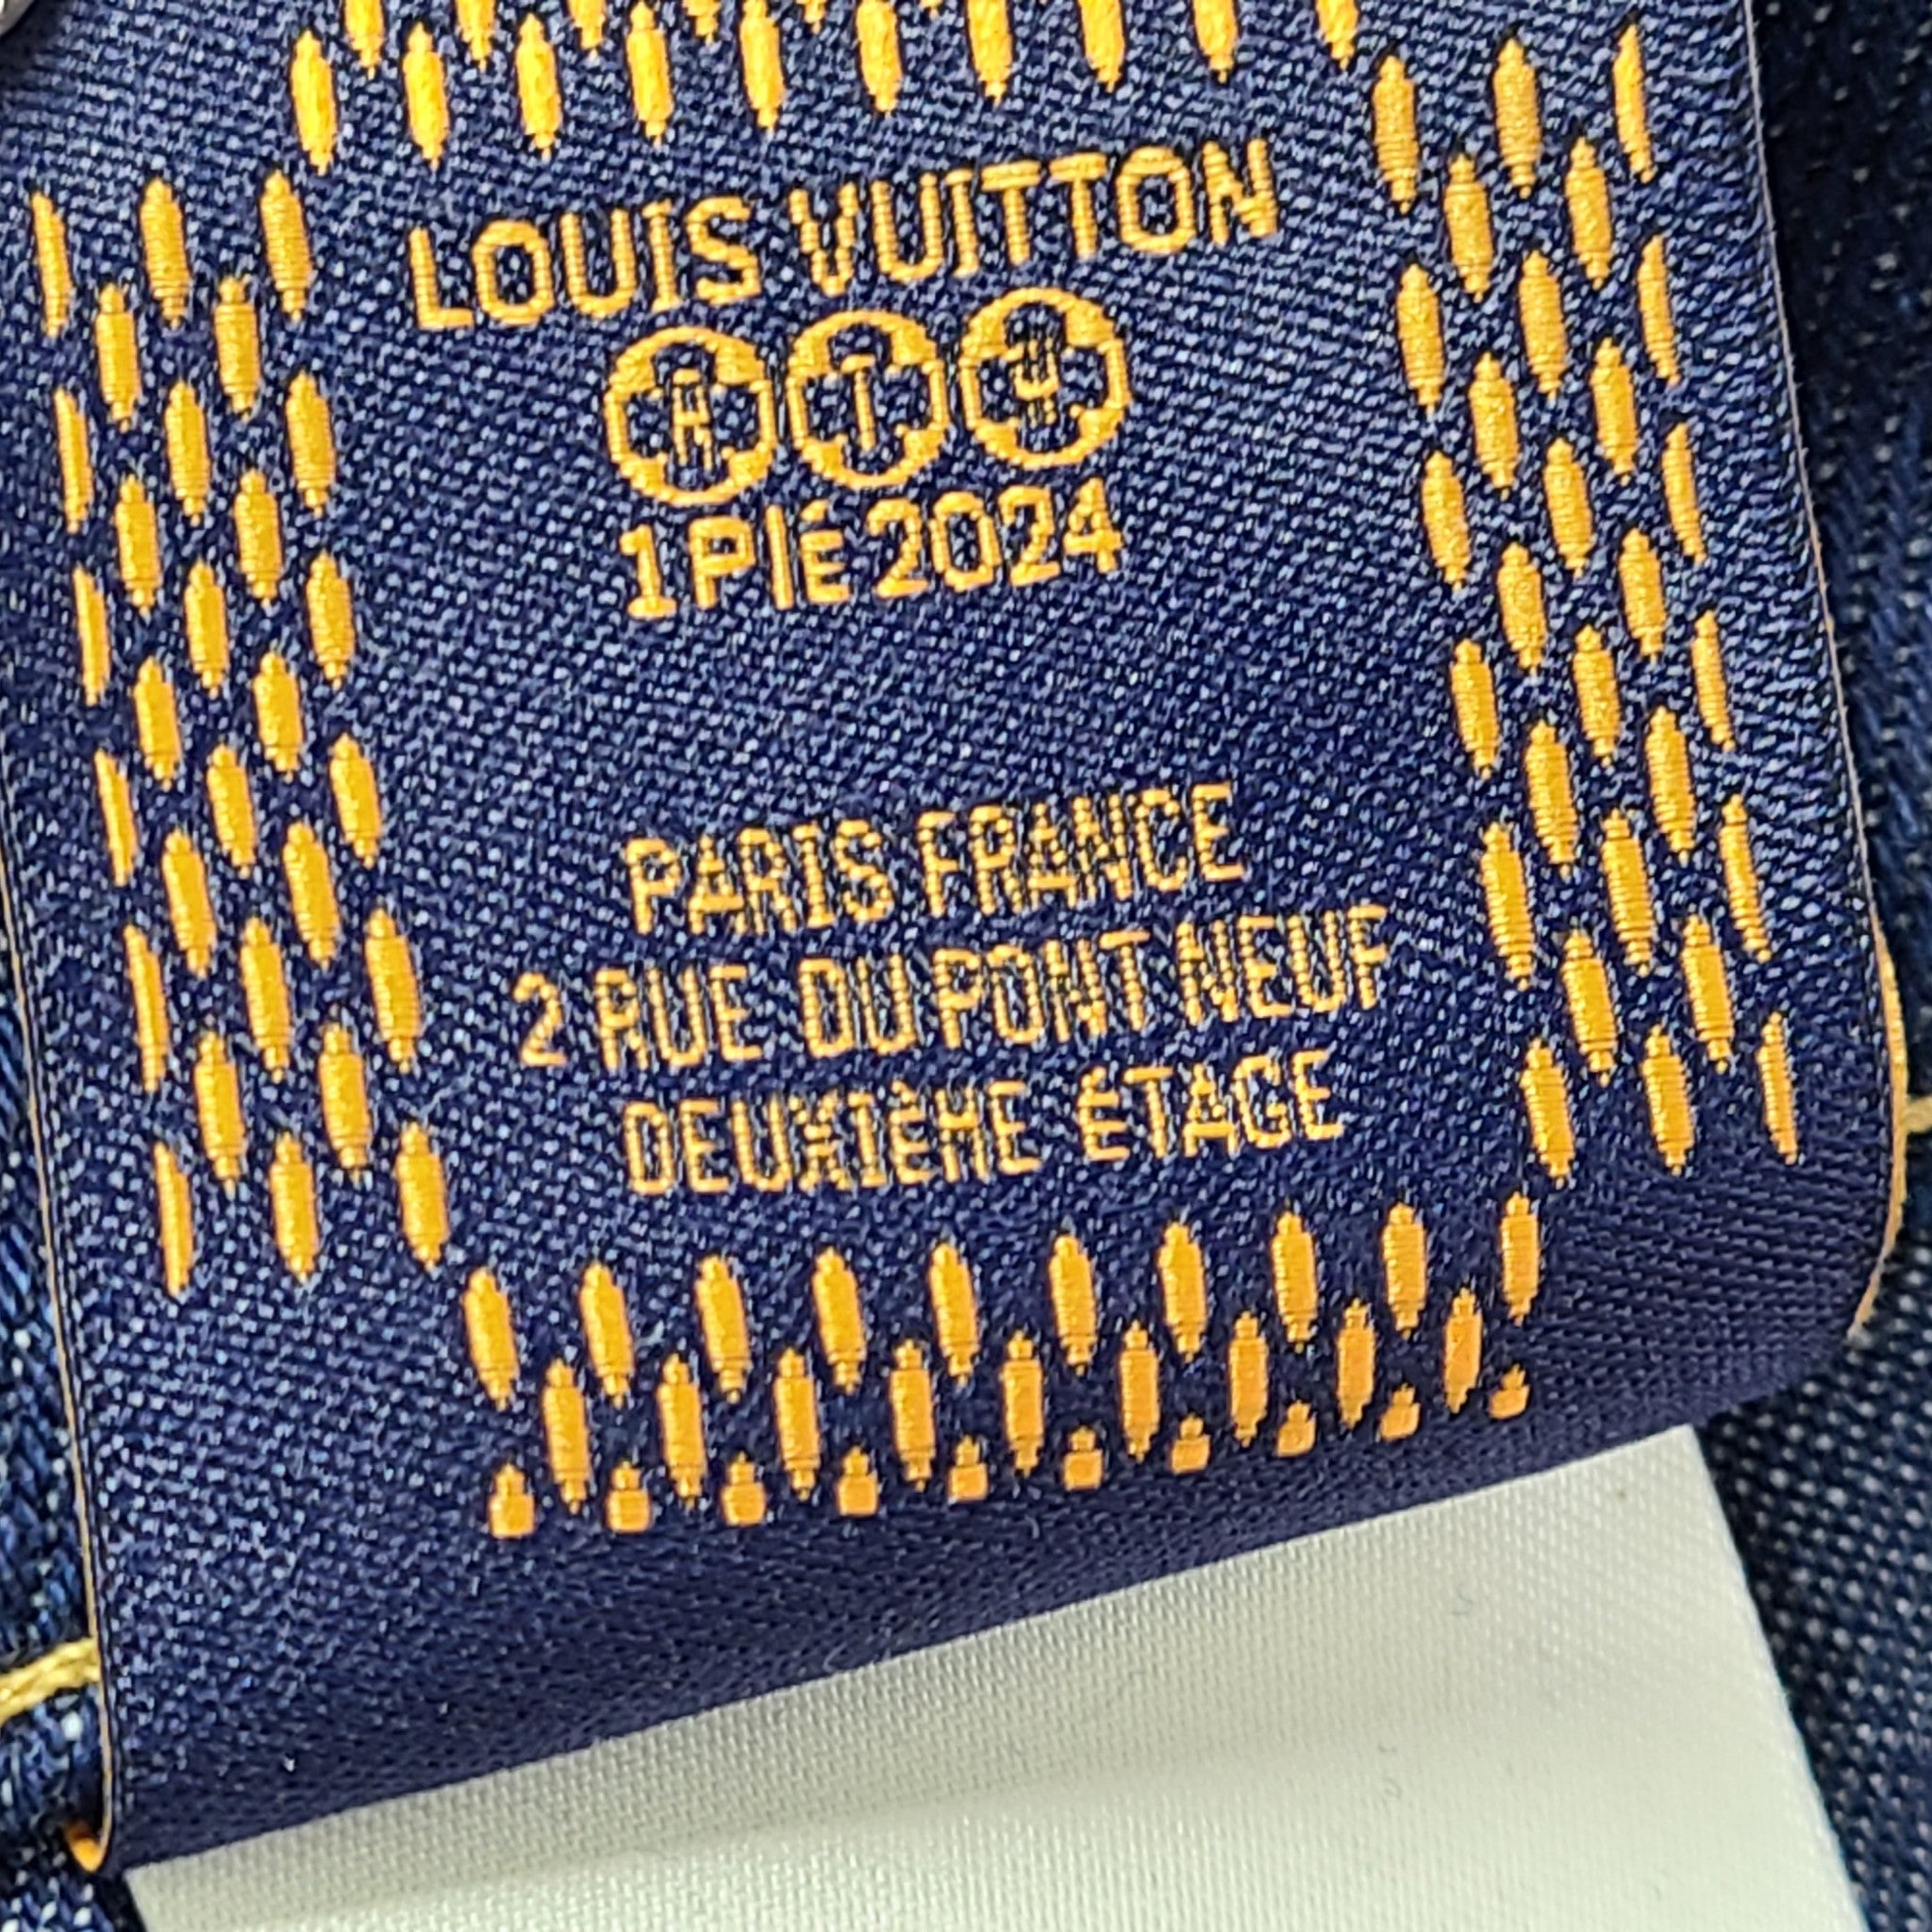 LOUIS VUITTON
A T U
1 PIÉ 2024
PARIS FRANCE
2 RUE DU PONT NEUF
DEUXIÈME ÉTAGE